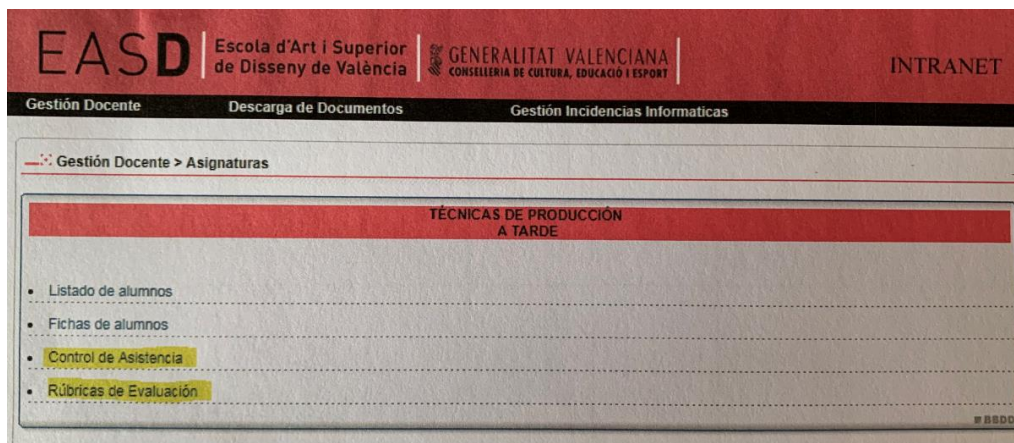 EASD
Escola d'Art i Superior
de Disseny de València
GENERALITAT VALENCIANA
CONSELLERIA DE CULTURA, EDUCACIÓ I ESPORT
INTRANET
Gestión Docente
Descarga de Documentos
Gestión Incidencias Informaticas
Gestión Docente > Asignaturas
TÉCNICAS DE PRODUCCIÓN
A TARDE
• Listado de alumnos
• Fichas de alumnos
• Control de Asistencia
• Rúbricas de Evaluación
BBDD